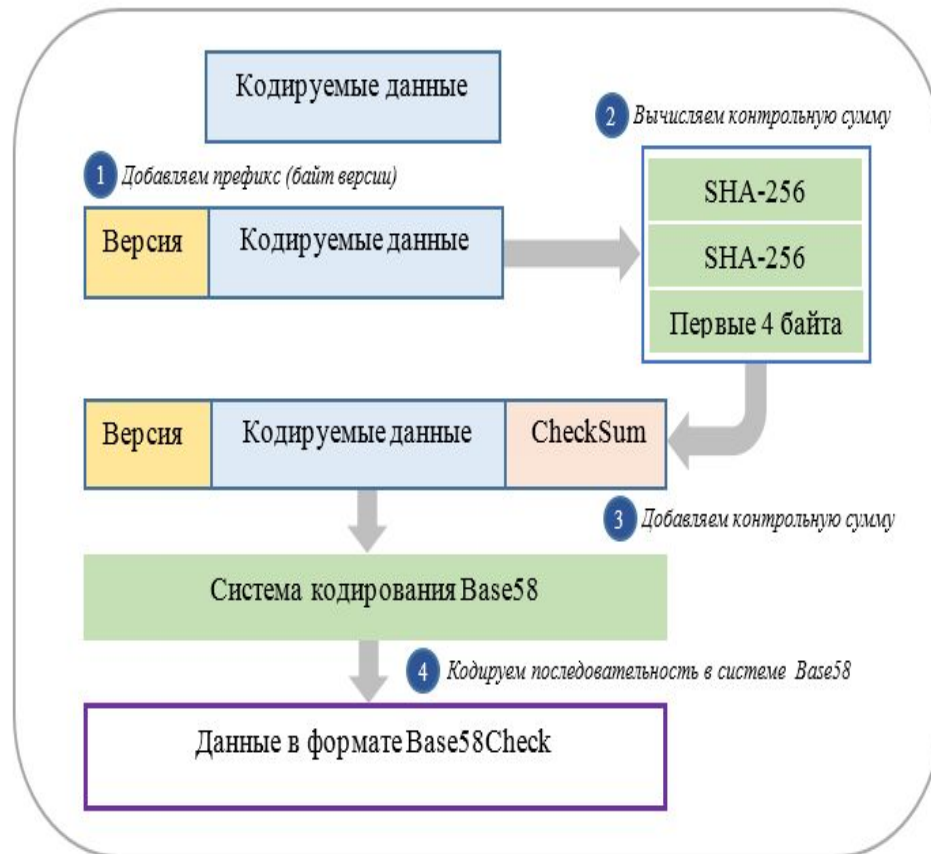 Кодируемые данные
2 Вычисляем контрольную сумму
1 Добавляем префикс (байт версии)
SHA-256
Версия Кодируемые данные
SHA-256
Первые 4 байта
Версия Кодируемые данные CheckSum
3 Добавляем контрольную сумму
Система кодирования Base58
4 Кодируем последовательность в системе Base58
Данные в формате Base58Check